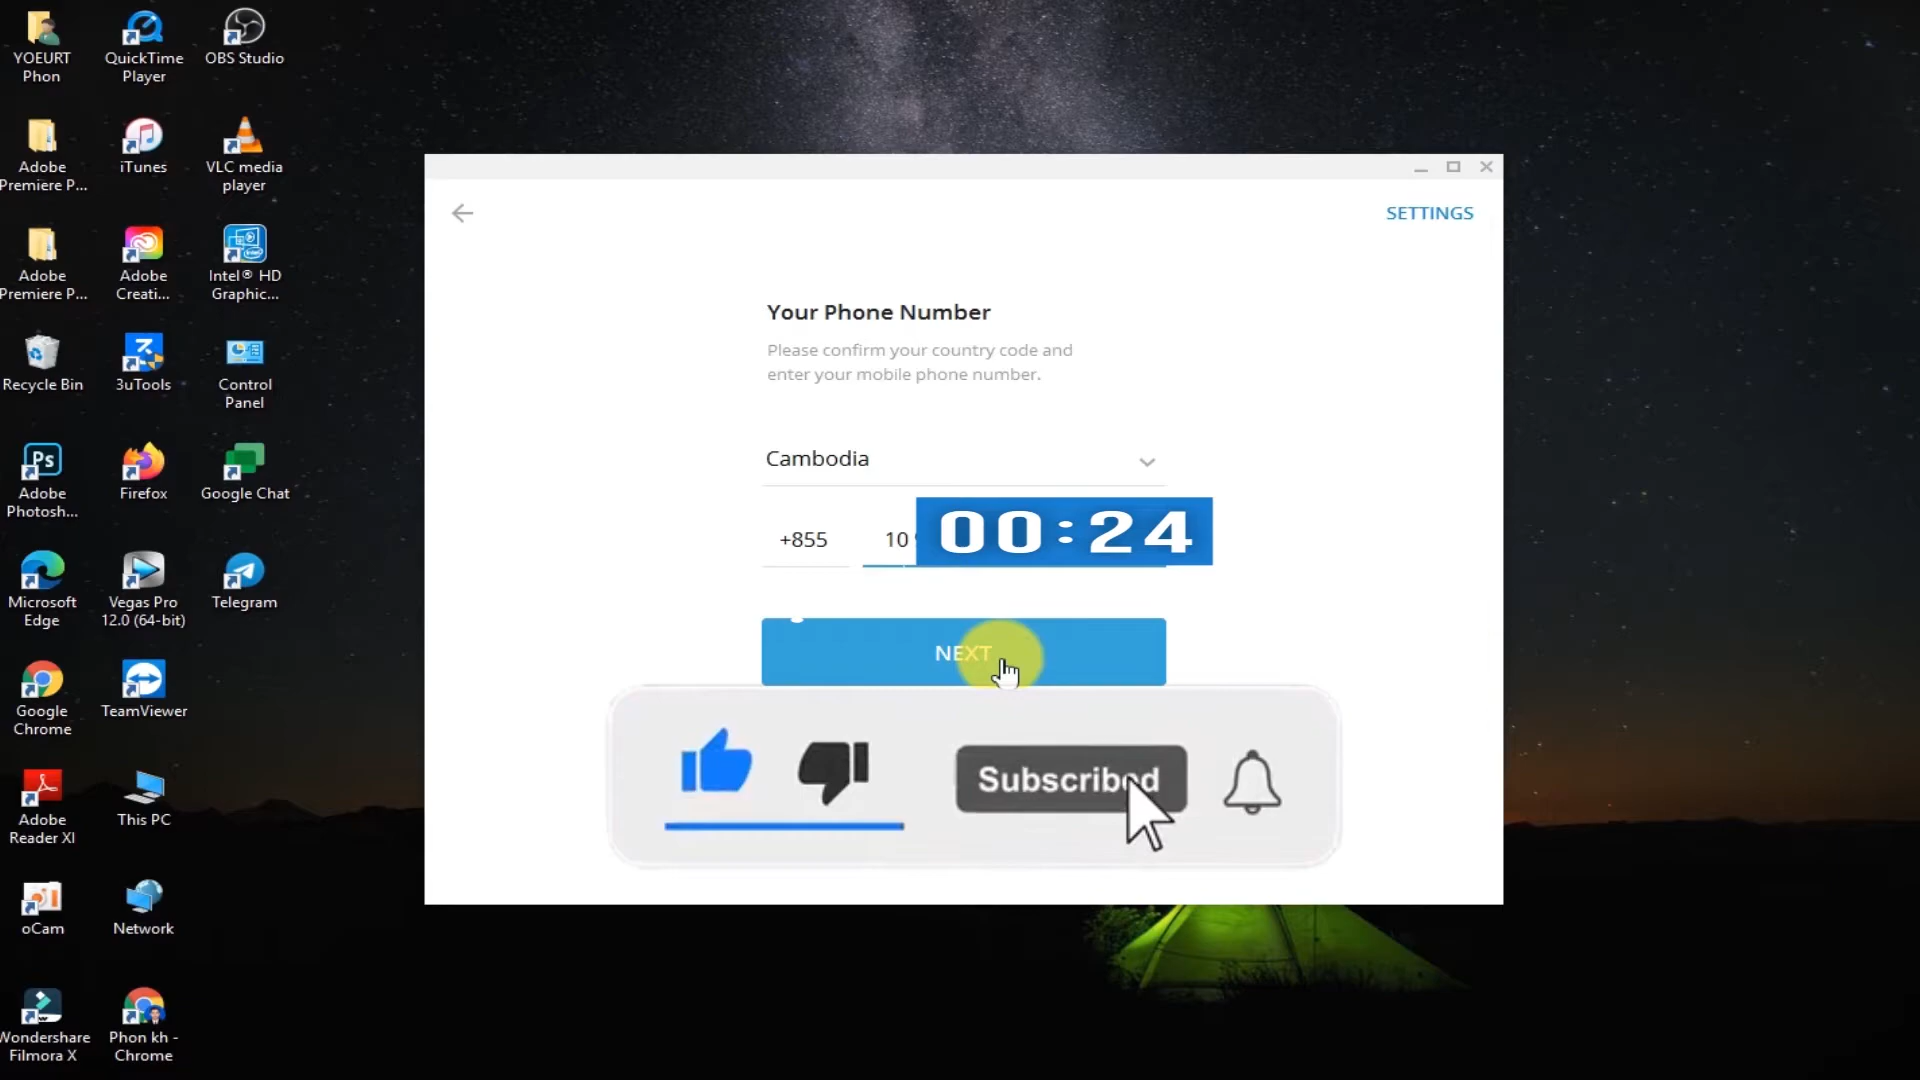 YOEURT
Phon
QuickTime
Player
OBS Studio
Adobe
Premiere P...
iTunes
VLC media
player
Adobe
Premiere P...
Adobe
Creati...
Intel® HD
Graphic...
Recycle Bin
3uTools
Control
Panel
Ps
Adobe
Photosh...
Firefox
Google Chat
Microsoft
Edge
Vegas Pro
12.0 (64-bit)
Telegram
Google
Chrome
TeamViewer
Adobe
Reader XI
This PC
oCam
Network
Wondershare
Filmora X
Phon kh -
Chrome
SETTINGS
Your Phone Number
Please confirm your country code and
enter your mobile phone number.
Cambodia
+855 10
00:24
NEXT
Subscribed